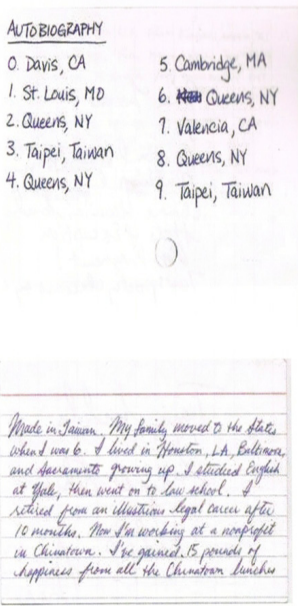 AUTOBIOGRAPHY
0. Davis, CA
1. St. Louis, MO
2. Queens, NY
3. Taipei, Taiwan
4. Queens, NY
5. Cambridge, MA
6. Queens, NY
7. Valencia, CA
8. Queens, NY
9. Taipei, Taiwan
Made in Taiwan. My family moved to the States
when I was 6. I lived in Houston, LA, Baltimore,
and Sacramento growing up. I studied English
at Yale, then went on to law school. I
retired from an illustrious legal career after
10 months. Now I'm working at a nonprofit
in Chinatown. I've gained 15 pounds of
happiness from all the Chinatown lunches